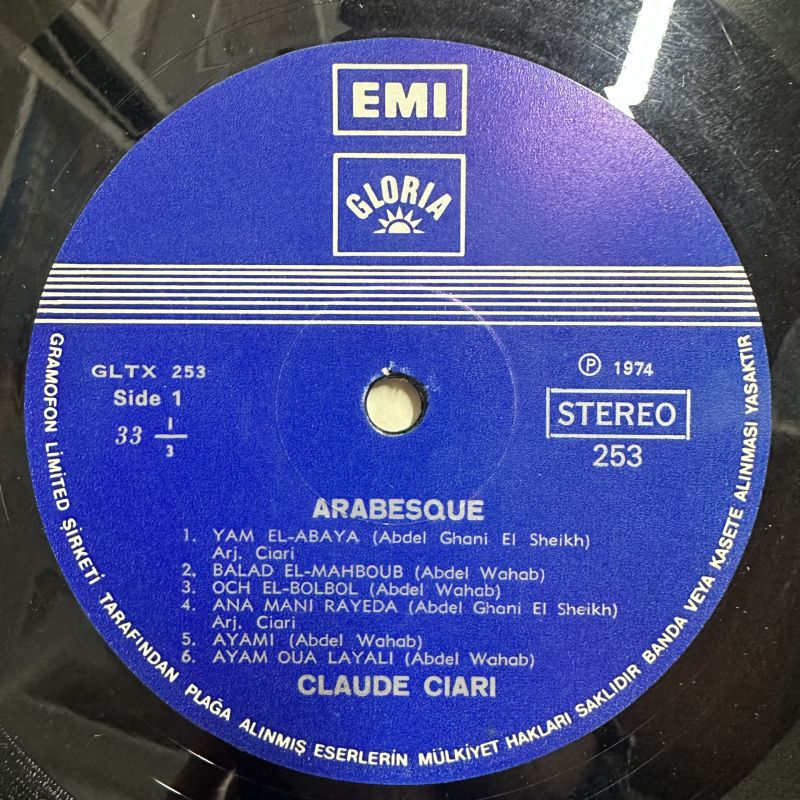 EMI
GLORIA
GLTX 253
Side 1
33 1/3
℗ 1974
STEREO
253
ARABESQUE
1. YAM EL-ABAYA (Abdel Ghani El Sheikh)
Arj. Ciari
2. BALAD EL-MAHBOUB (Abdel Wahab)
3. OCH EL-BOLBOL (Abdel Wahab)
4. ANA MANI RAYEDA (Abdel Ghani El Sheikh)
Arj. Ciari
5. AYAMI (Abdel Wahab)
6. AYAM OUA LAYALI (Abdel Wahab)
CLAUDE CIARI
GRAMOFON LİMİTED ŞİRKETİ TARAFINDAN PLAĞA ALINMIŞ ESERLERİN MÜLKİYET HAKLARI SAKLIDIR BANDA VEYA KASETE ALINMASI YASAKTIR